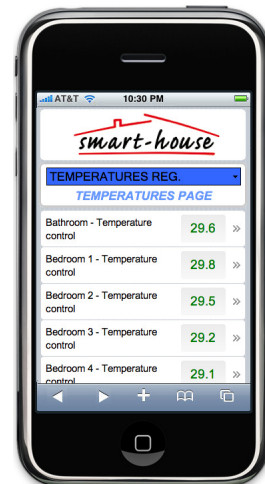 AT&T 10:30 PM
smart-house
TEMPERATURES REG.
TEMPERATURES PAGE
Bathroom - Temperature
control
29.6 »
Bedroom 1 - Temperature
control
29.8 »
Bedroom 2 - Temperature
control
29.5 »
Bedroom 3 - Temperature
control
29.2 »
Bedroom 4 - Temperature
control
29.1 »